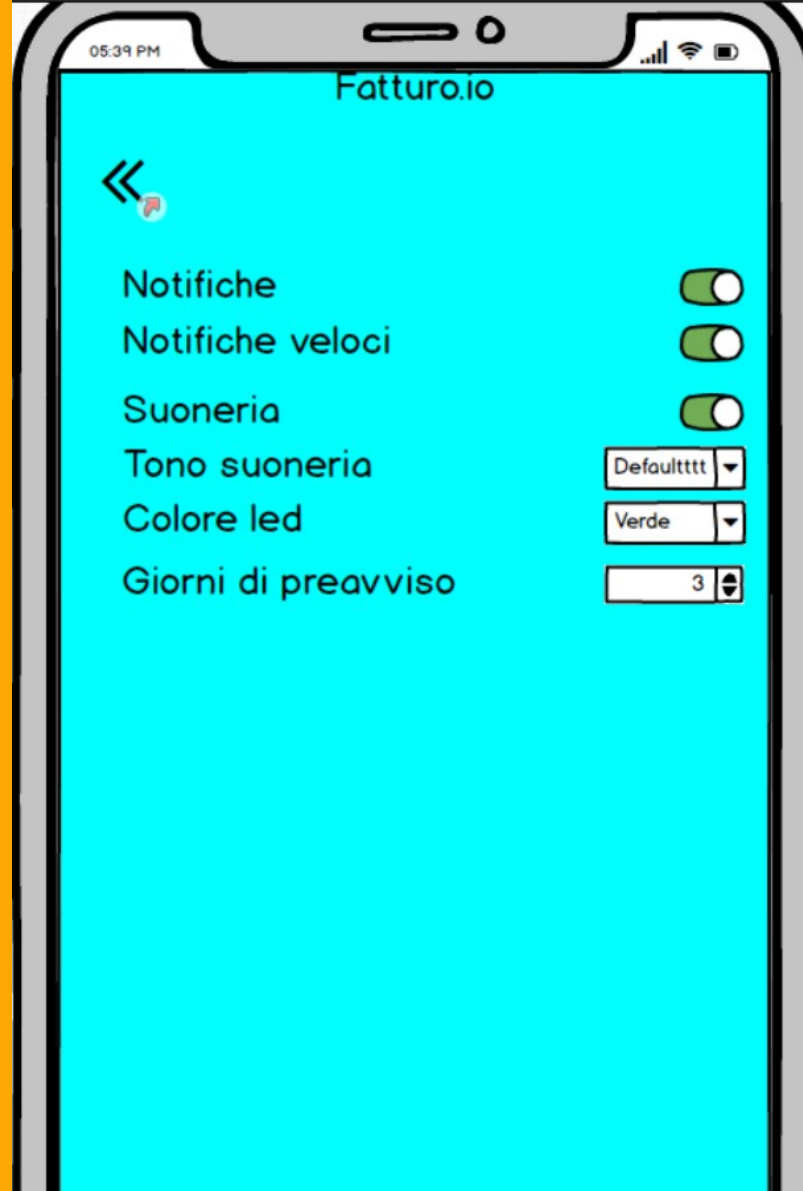 05:39 PM
Fatturo.io
Notifiche
Notifiche veloci
Suoneria
Tono suoneria Defaultttt
Colore led Verde
Giorni di preavviso 3